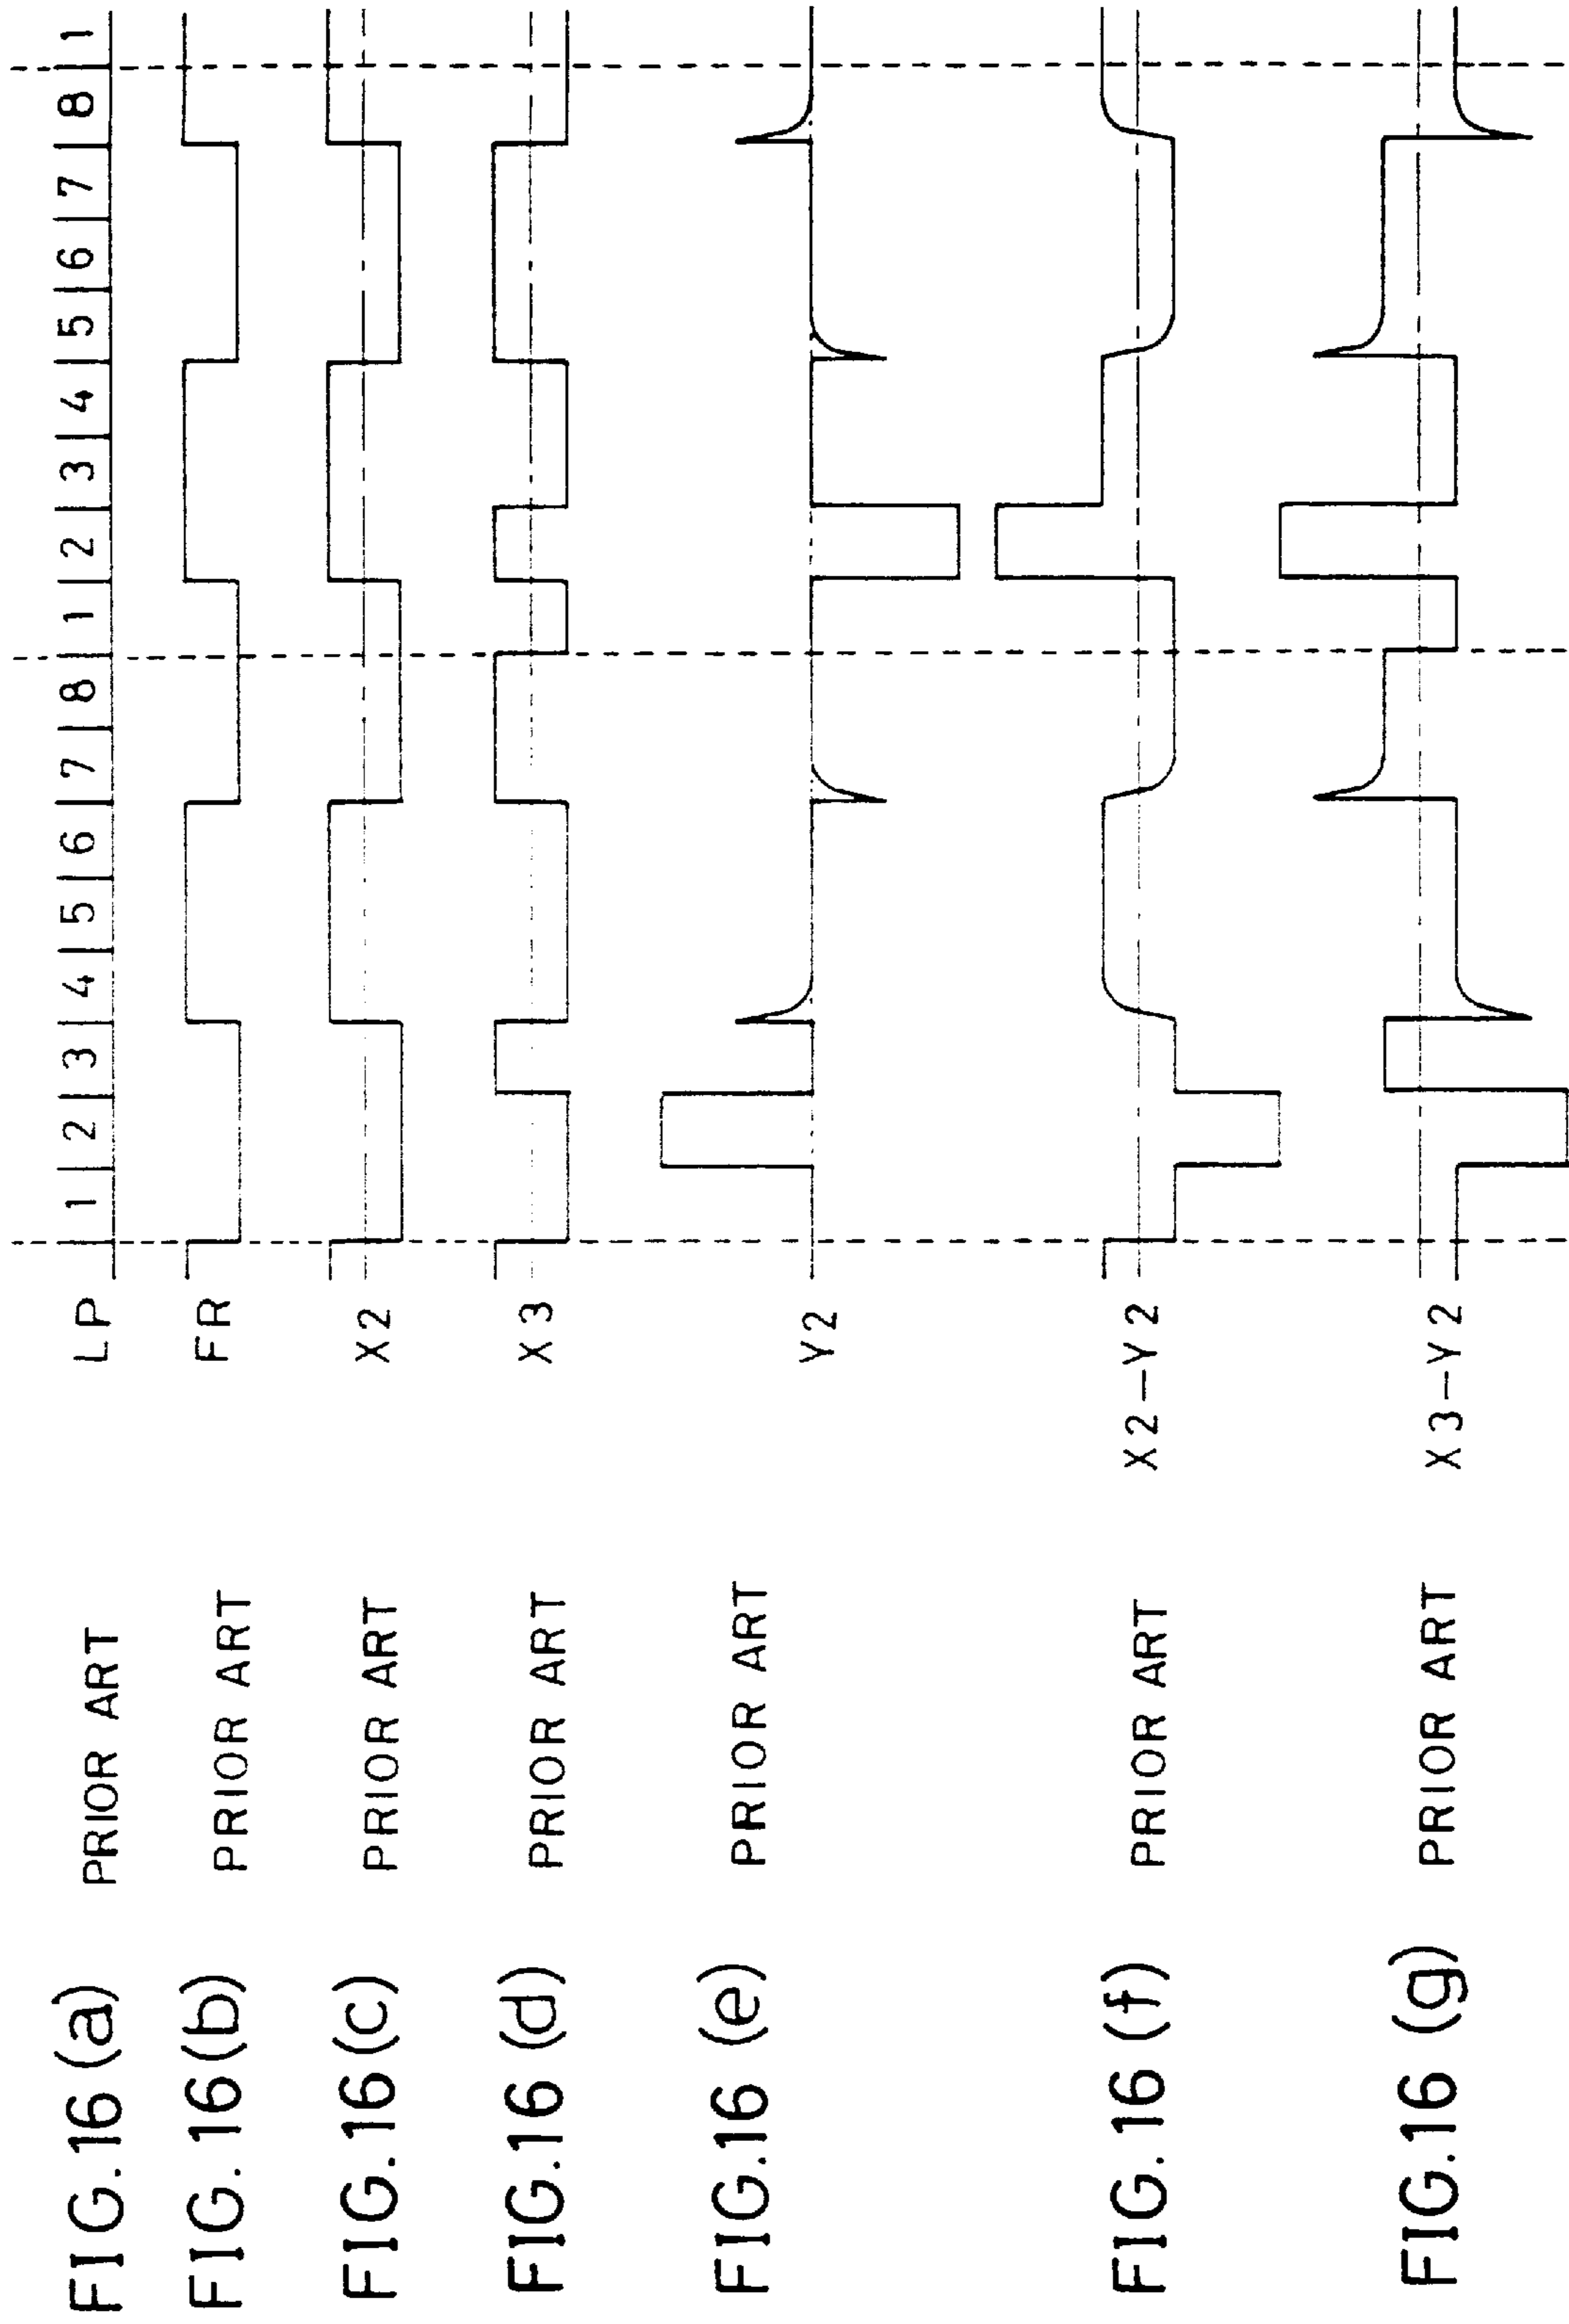 FIG.16(a) PRIOR ART LP 1 2 3 4 5 6 7 8 1 2 3 4 5 6 7 8 1
FIG.16(b) PRIOR ART FR
FIG.16(c) PRIOR ART X2
FIG.16(d) PRIOR ART X3
FIG.16(e) PRIOR ART Y2
FIG.16(f) PRIOR ART X2-Y2
FIG.16(g) PRIOR ART X3-Y2